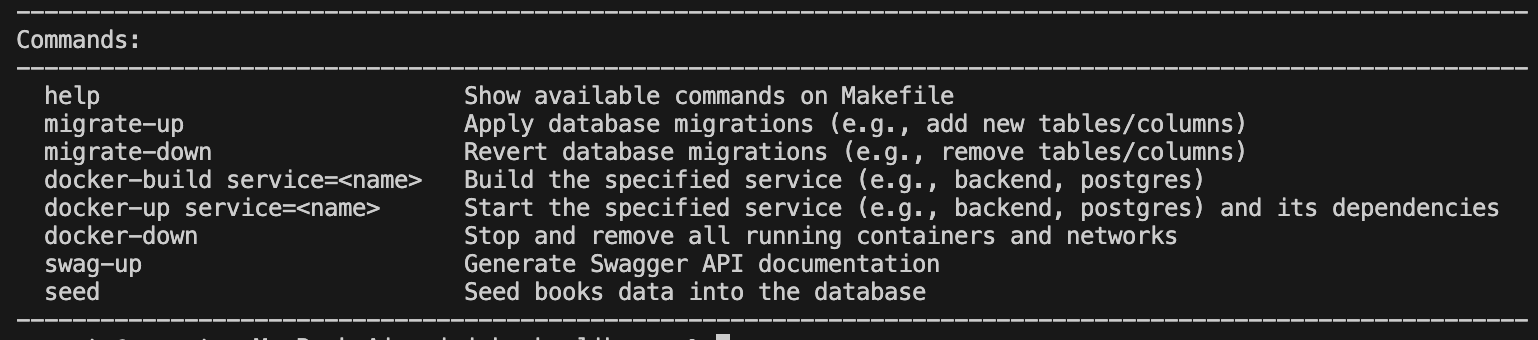 Commands:
help Show available commands on Makefile
migrate-up Apply database migrations (e.g., add new tables/columns)
migrate-down Revert database migrations (e.g., remove tables/columns)
docker-build service=<name> Build the specified service (e.g., backend, postgres)
docker-up service=<name> Start the specified service (e.g., backend, postgres) and its dependencies
docker-down Stop and remove all running containers and networks
swag-up Generate Swagger API documentation
seed Seed books data into the database